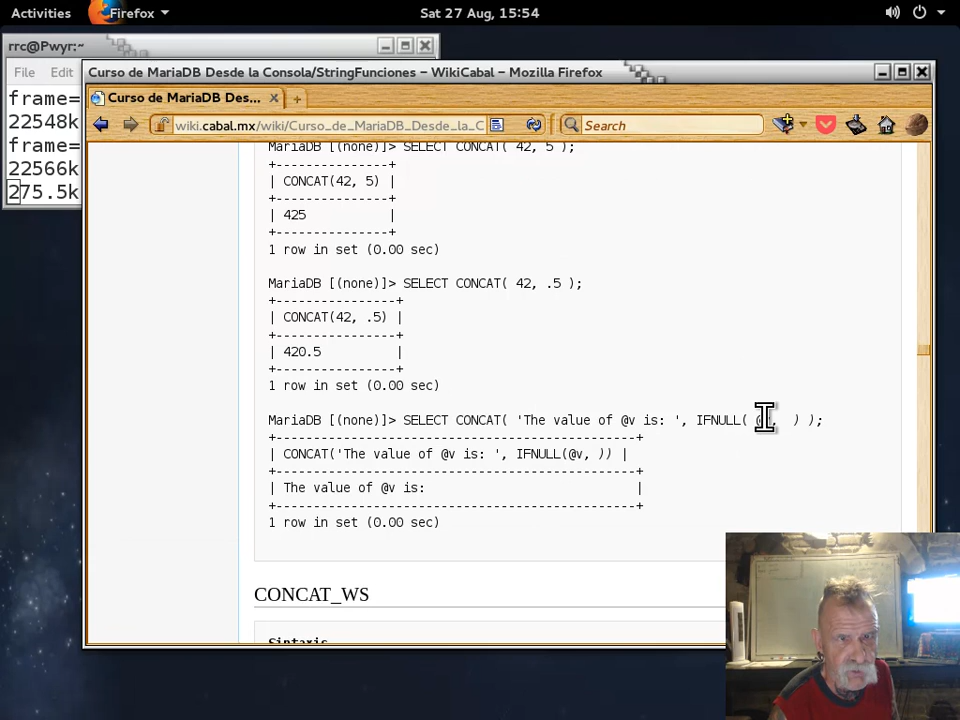 Activities Firefox Sat 27 Aug, 15:54
rrc@Pwyr:~
File Edit
frame=
22548k
frame=
22566k
275.5k
Curso de MariaDB Desde la Consola/StringFunciones – WikiCabal – Mozilla Firefox
Curso de MariaDB Des...
wiki.cabal.mx/wiki/Curso_de_MariaDB_Desde_la_C
Search
MariaDB [(none)]> SELECT CONCAT( 42, 5 );
+---------------+
| CONCAT(42, 5) |
+---------------+
| 425           |
+---------------+
1 row in set (0.00 sec)
MariaDB [(none)]> SELECT CONCAT( 42, .5 );
+----------------+
| CONCAT(42, .5) |
+----------------+
| 420.5          |
+----------------+
1 row in set (0.00 sec)
MariaDB [(none)]> SELECT CONCAT( 'The value of @v is: ', IFNULL( @v,  ) );
+------------------------------------------------+
| CONCAT('The value of @v is: ', IFNULL(@v, )) |
+------------------------------------------------+
| The value of @v is:                            |
+------------------------------------------------+
1 row in set (0.00 sec)
CONCAT_WS
Sintaxis